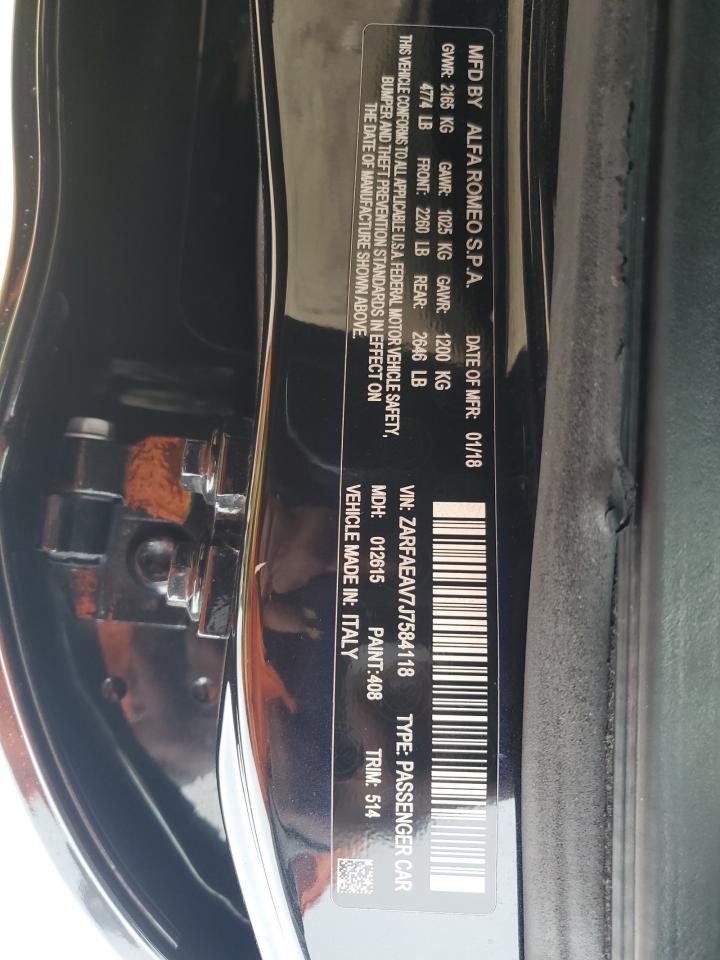 MFD BY ALFA ROMEO S.P.A. DATE OF MFR: 01/18
GVWR: 2165 KG GAWR: 1025 KG GAWR: 1200 KG
4774 LB FRONT: 2260 LB REAR: 2646 LB
THIS VEHICLE CONFORMS TO ALL APPLICABLE U.S.A. FEDERAL MOTOR VEHICLE SAFETY,
BUMPER AND THEFT PREVENTION STANDARDS IN EFFECT ON
THE DATE OF MANUFACTURE SHOWN ABOVE.
VIN: ZARFAEAV7J7584118 TYPE: PASSENGER CAR
MDH: 012615 PAINT:408 TRIM: 514
VEHICLE MADE IN: ITALY